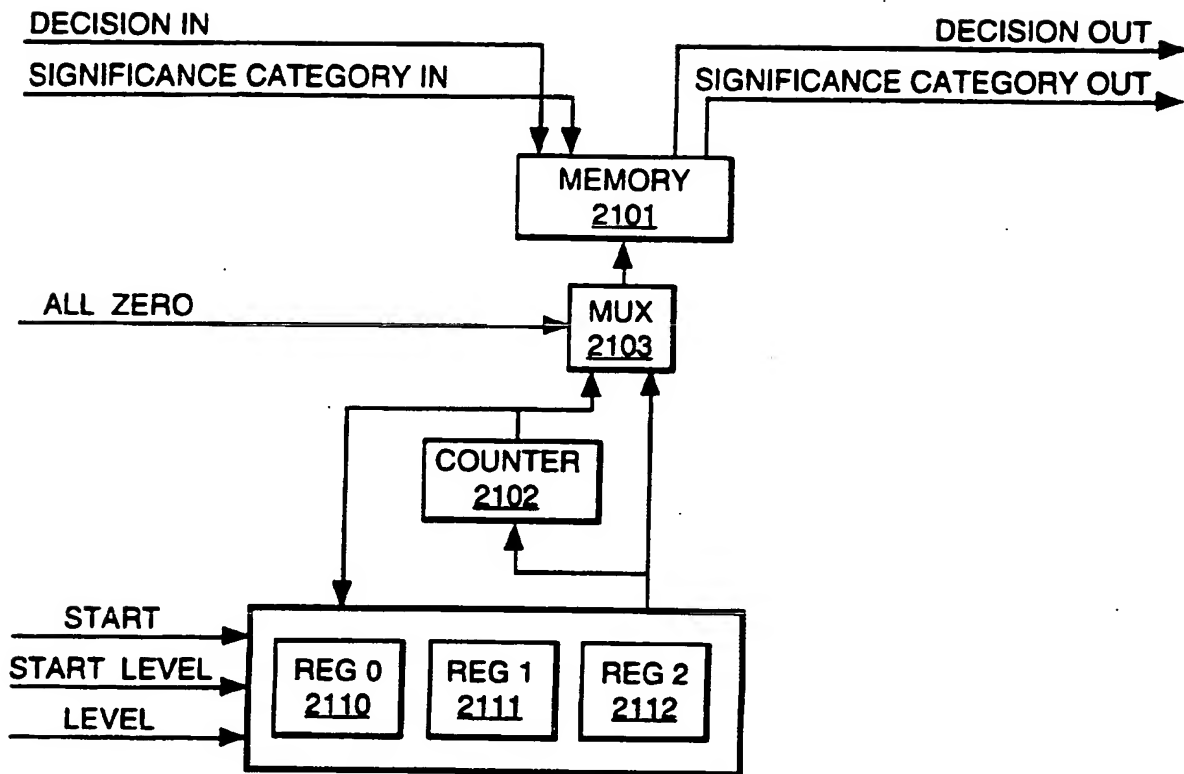 DECISION IN
DECISION OUT
SIGNIFICANCE CATEGORY IN
SIGNIFICANCE CATEGORY OUT
MEMORY
2101
ALL ZERO
MUX
2103
COUNTER
2102
START
START LEVEL
LEVEL
REG 0
2110
REG 1
2111
REG 2
2112